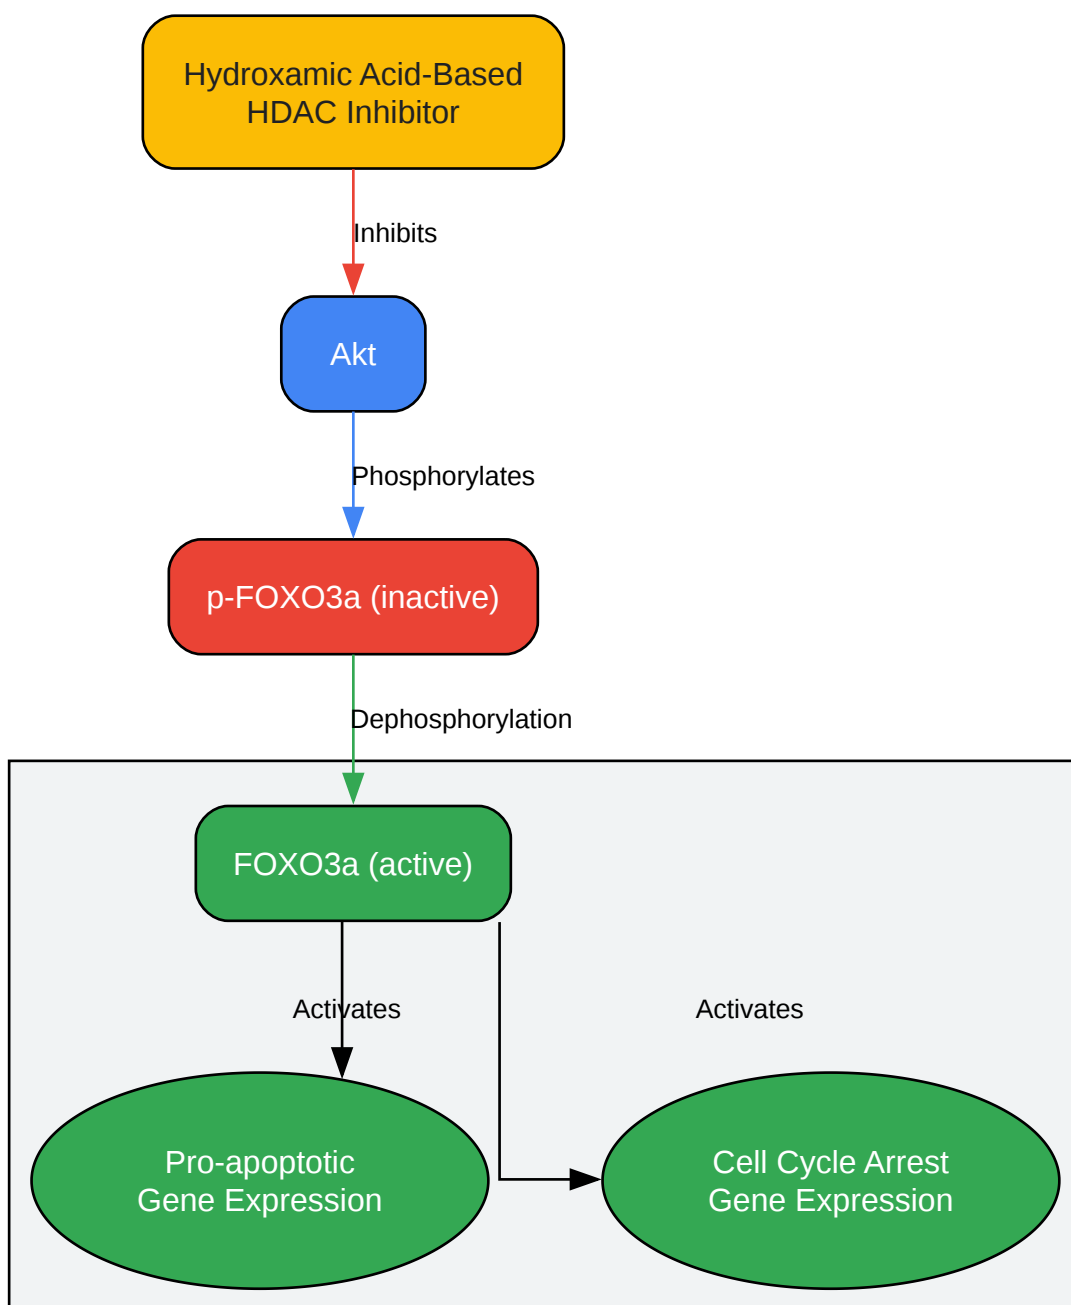 Hydroxamic Acid-Based
HDAC Inhibitor
Inhibits
Akt
Phosphorylates
p-FOXO3a (inactive)
Dephosphorylation
FOXO3a (active)
Activates
Activates
Pro-apoptotic
Gene Expression
Cell Cycle Arrest
Gene Expression